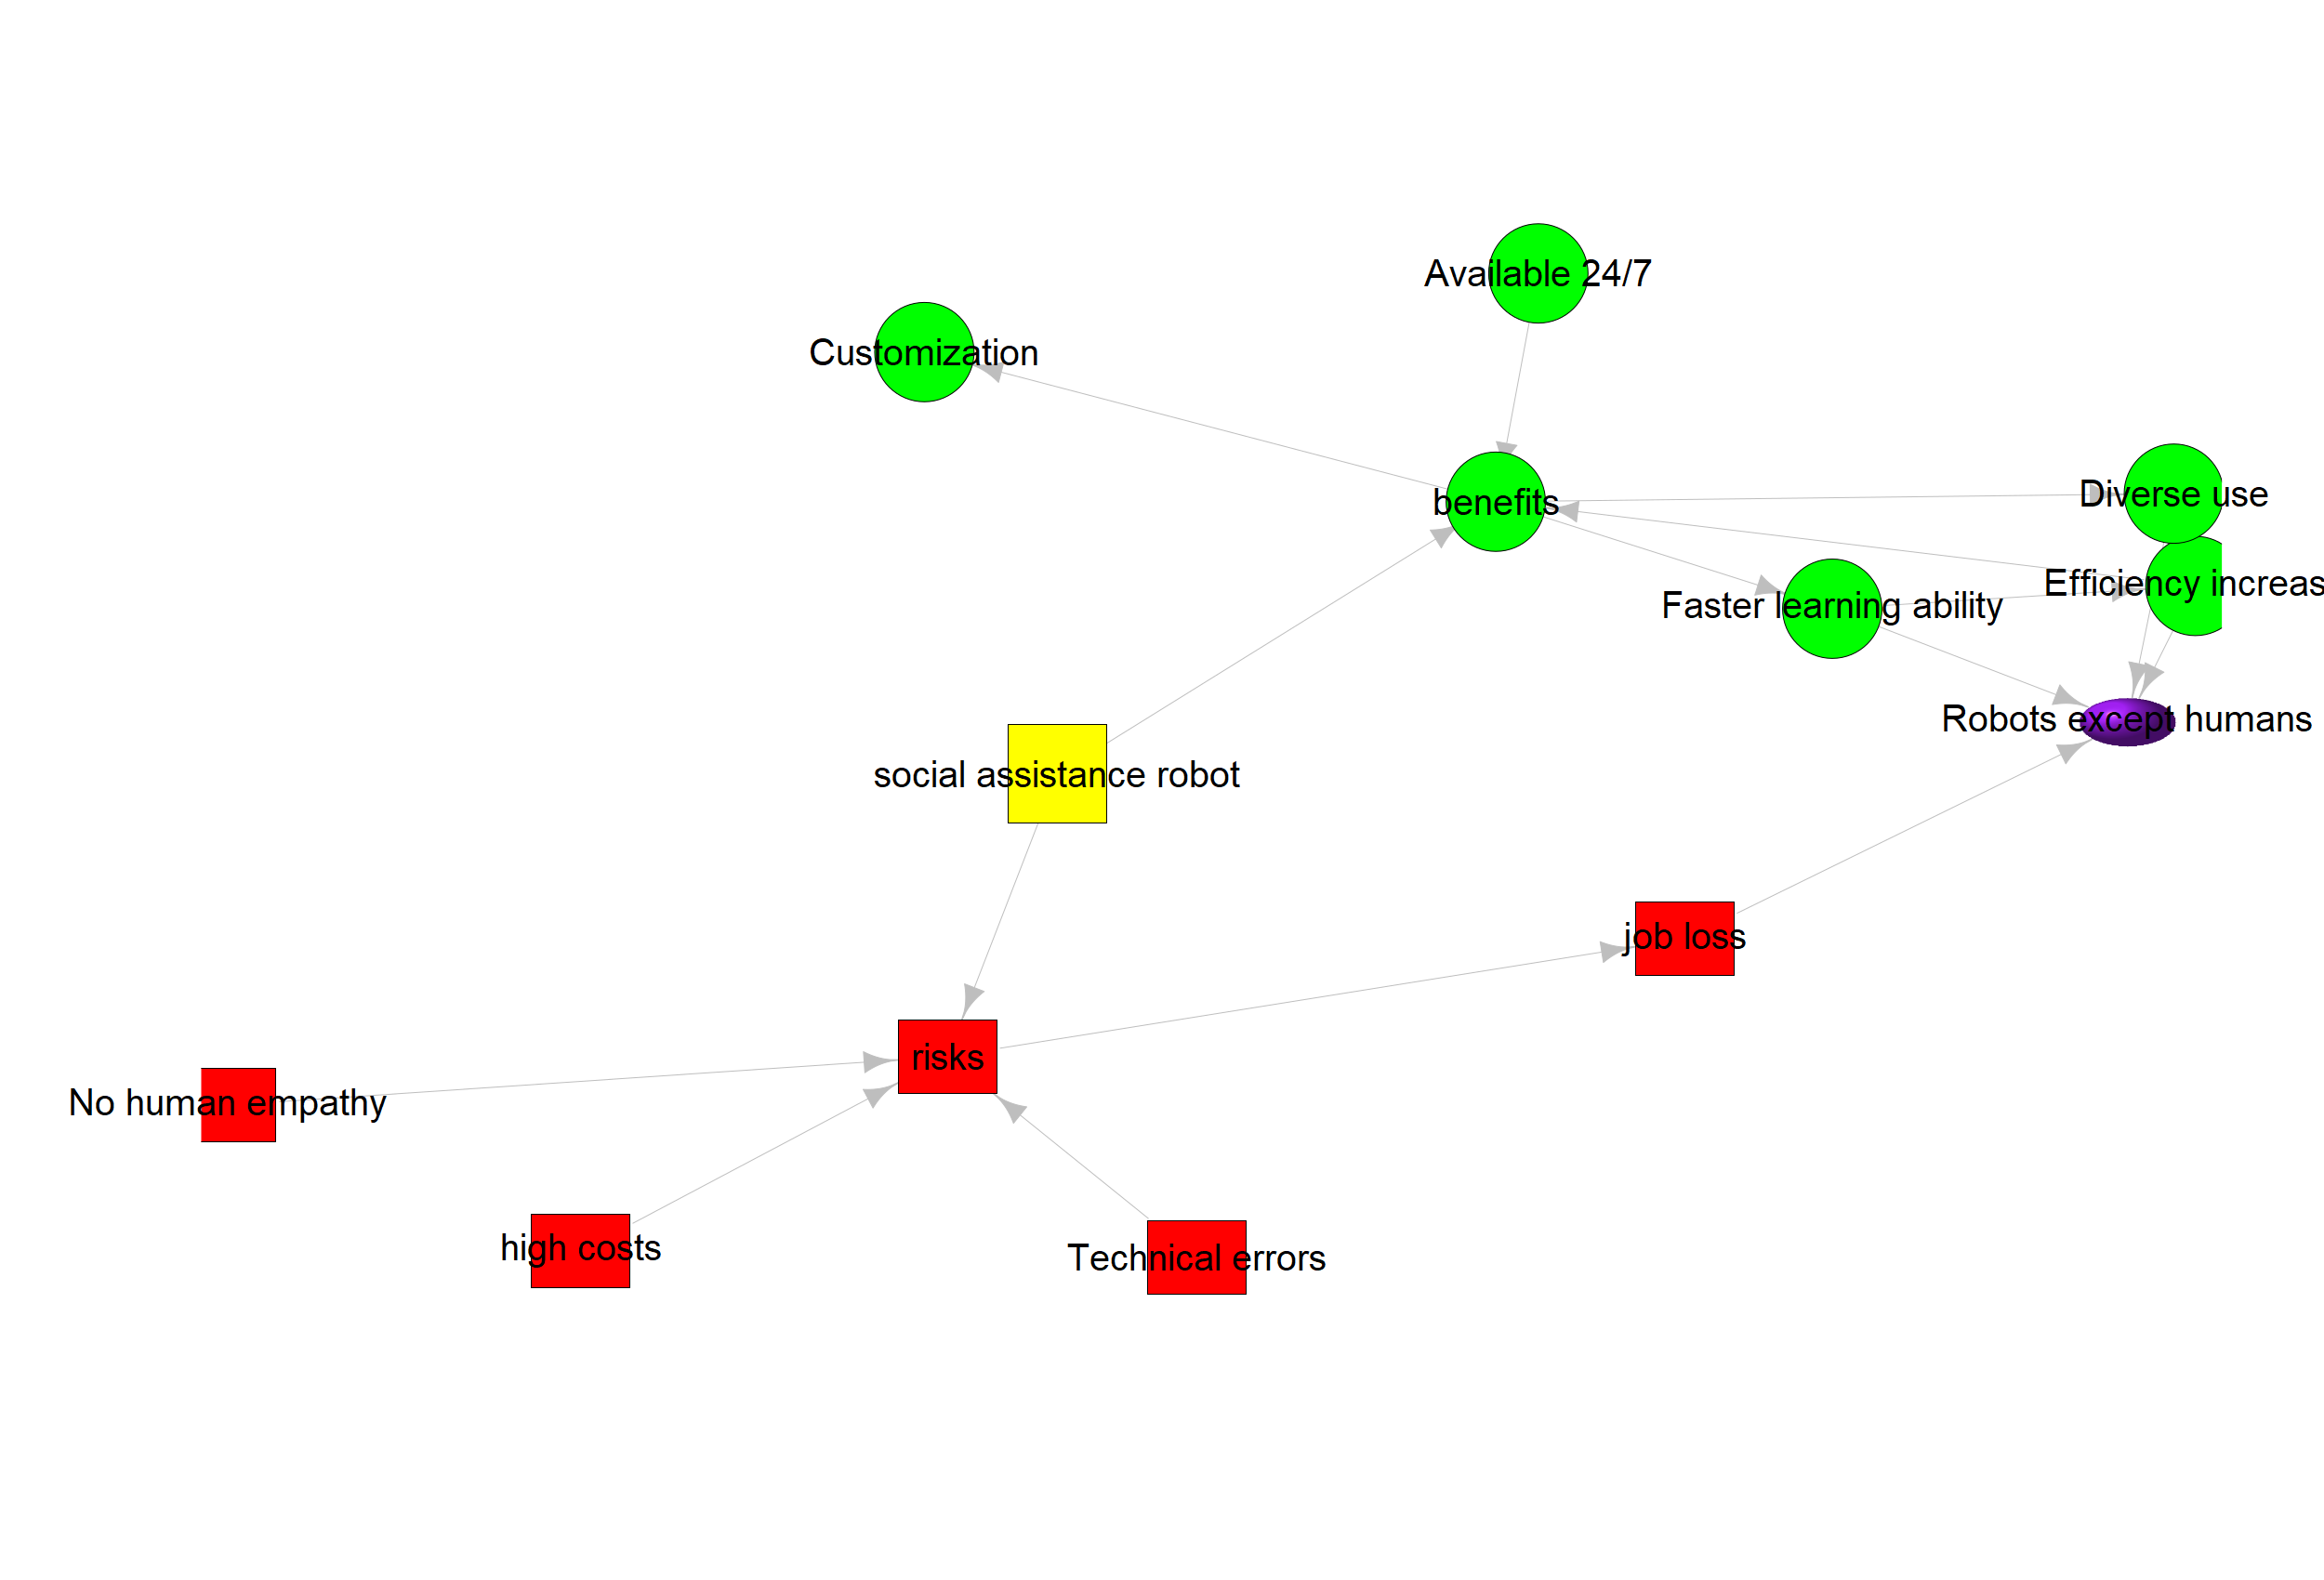 Available 24/7
Customization
benefits
Diverse use
Efficiency increas
Faster learning ability
Robots except humans
social assistance robot
job loss
risks
No human empathy
high costs
Technical errors